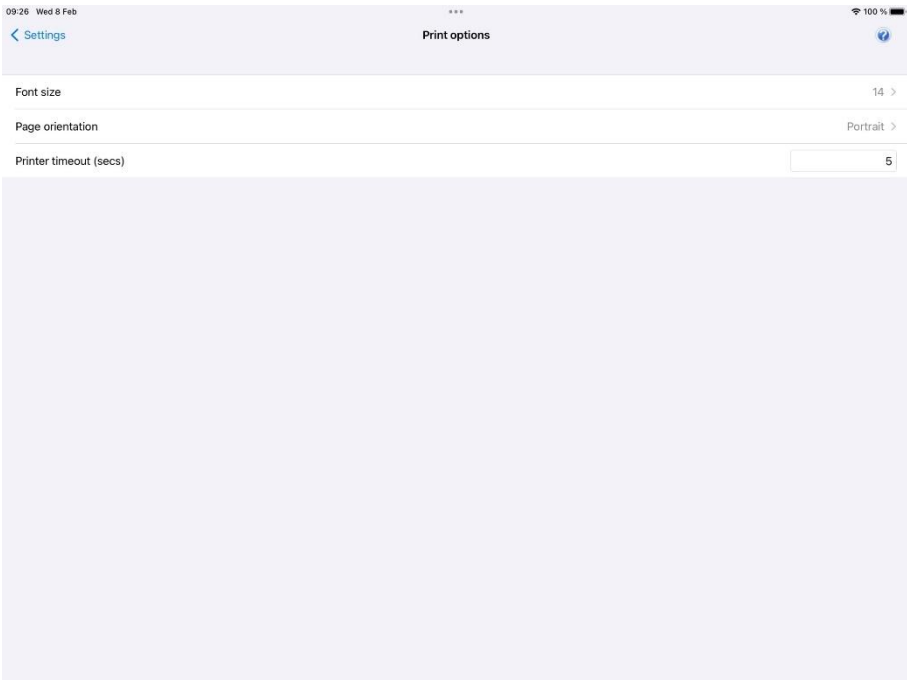 09:26 Wed 8 Feb
100 %
Settings
Print options
?
Font size
14
Page orientation
Portrait
Printer timeout (secs)
5